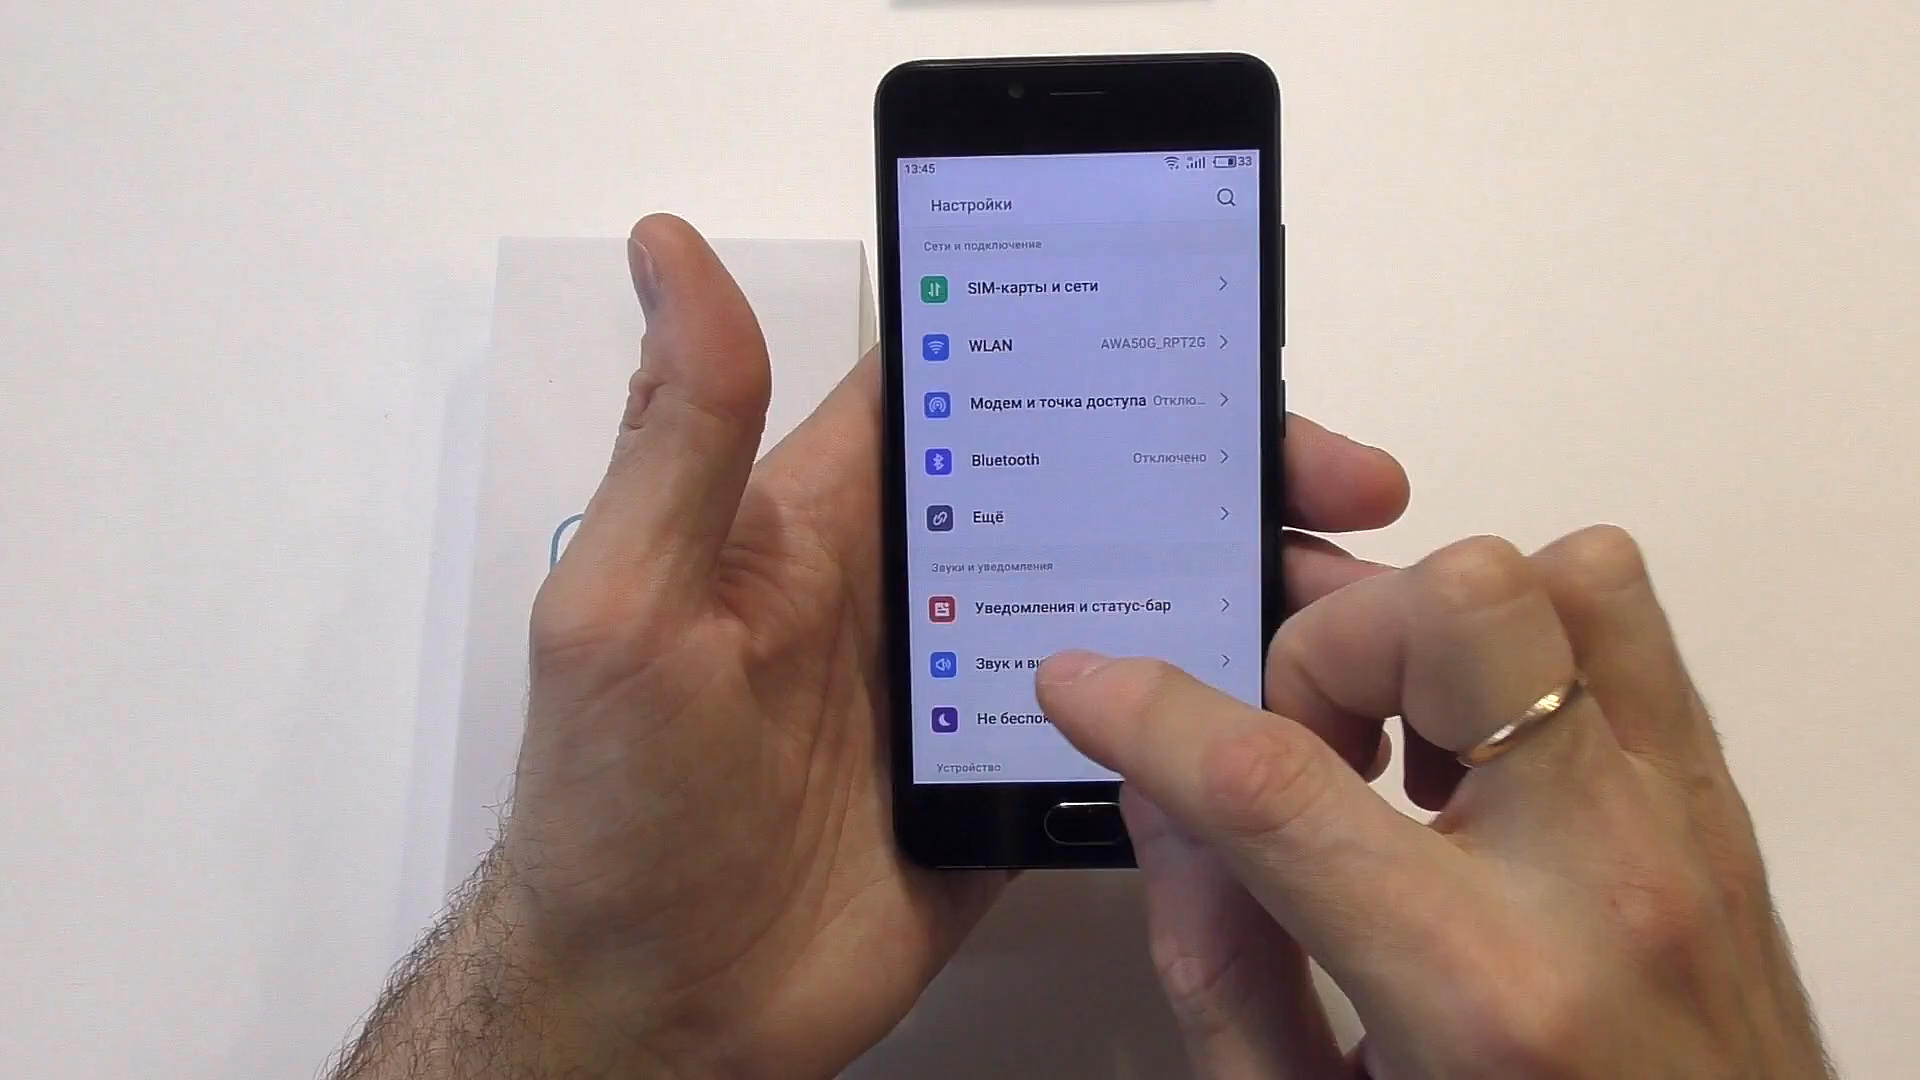 13:45 33
Настройки
Сети и подключение
SIM-карты и сети
WLAN AWA50G_RPT2G
Модем и точка доступа Отклю...
Bluetooth Отключено
Ещё
Звуки и уведомления
Уведомления и статус-бар
Звук и
Не
Устройство